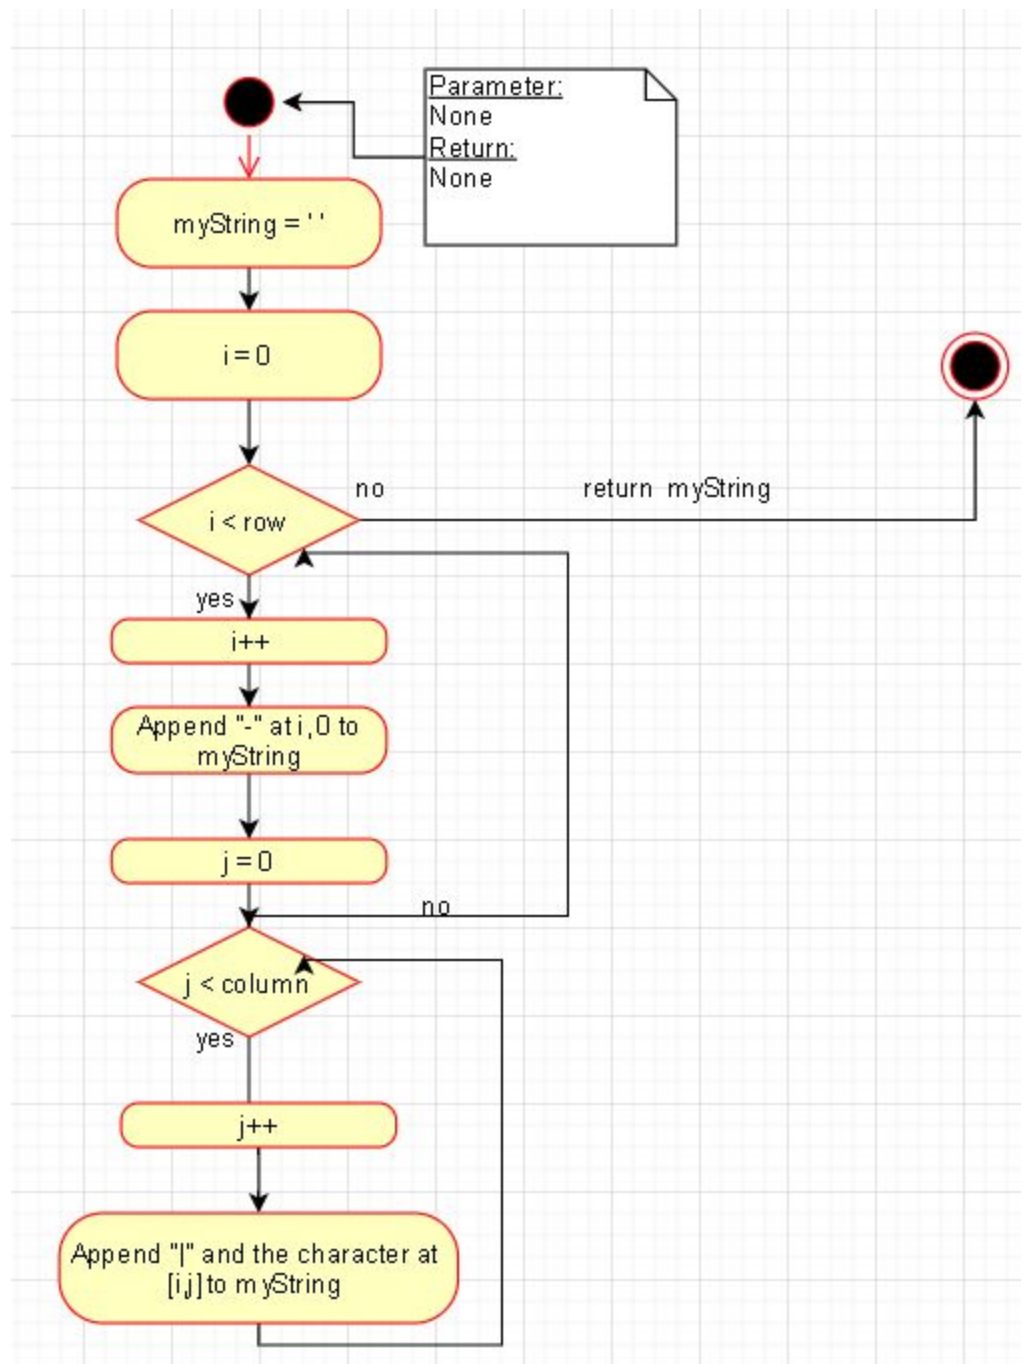 Parameter:
None
Return:
None
myString = ' '
i = 0
i < row
no
return myString
yes
i++
Append "-" at i,0 to
myString
j = 0
no
j < column
yes
j++
Append "|" and the character at
[i,j] to myString